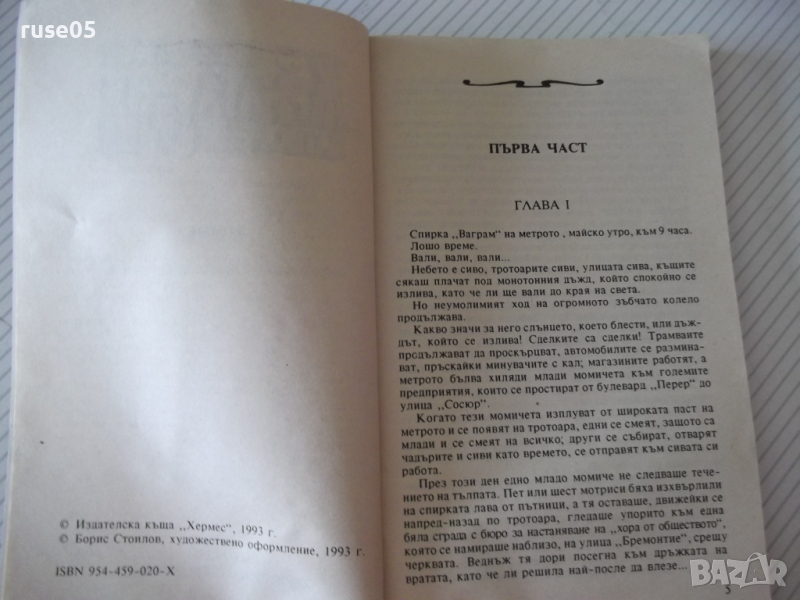 ruse05
© Издателска къща „Хермес", 1993 г.
© Борис Стоилов, художествено оформление, 1993 г.
ISBN 954-459-020-X
ПЪРВА ЧАСТ
ГЛАВА I
Спирка „Ваграм" на метрото , майско утро, към 9 часа.
Лошо време.
Вали, вали, вали...
Небето е сиво, тротоарите сиви, улицата сива, къщите
сякаш плачат под монотонния дъжд, който спокойно се
излива, като че ли ще вали до края на света.
Но неумолимият ход на огромното зъбчато колело
продължава.
Какво значи за него слънцето, което блести, или дъж-
дът, който се излива! Сделките са сделки! Трамваите
продължават да проскърцват, автомобилите се размина-
ват, пръскайки минувачите с кал; магазините работят, а
метрото бълва хиляди млади момичета към големите
предприятия, които се простират от булевард „Перер" до
улица „Сосюр".
Когато тези момичета изплуват от широката паст на
метрото и се появят на тротоара, едни се смеят, защото са
млади и се смеят на всичко; други се събират, отварят
чадърите и сиви като времето, се отправят към сивата си
работа.
През този ден едно младо момиче не следваше тече-
нието на тълпата. Пет или шест мотриси бяха изхвърлили
на спирката лава от пътници, а тя оставаше, движейки се
напред-назад по тротоара, гледаше упорито към една
бяла сграда с бюро за настаняване на „хора от обществото",
която се намираше наблизо, на улица „Бремонтие", срещу
черквата. Веднъж тя дори посегна към дръжката на
вратата, като че ли решила най-после да влезе...
5
BAZAR